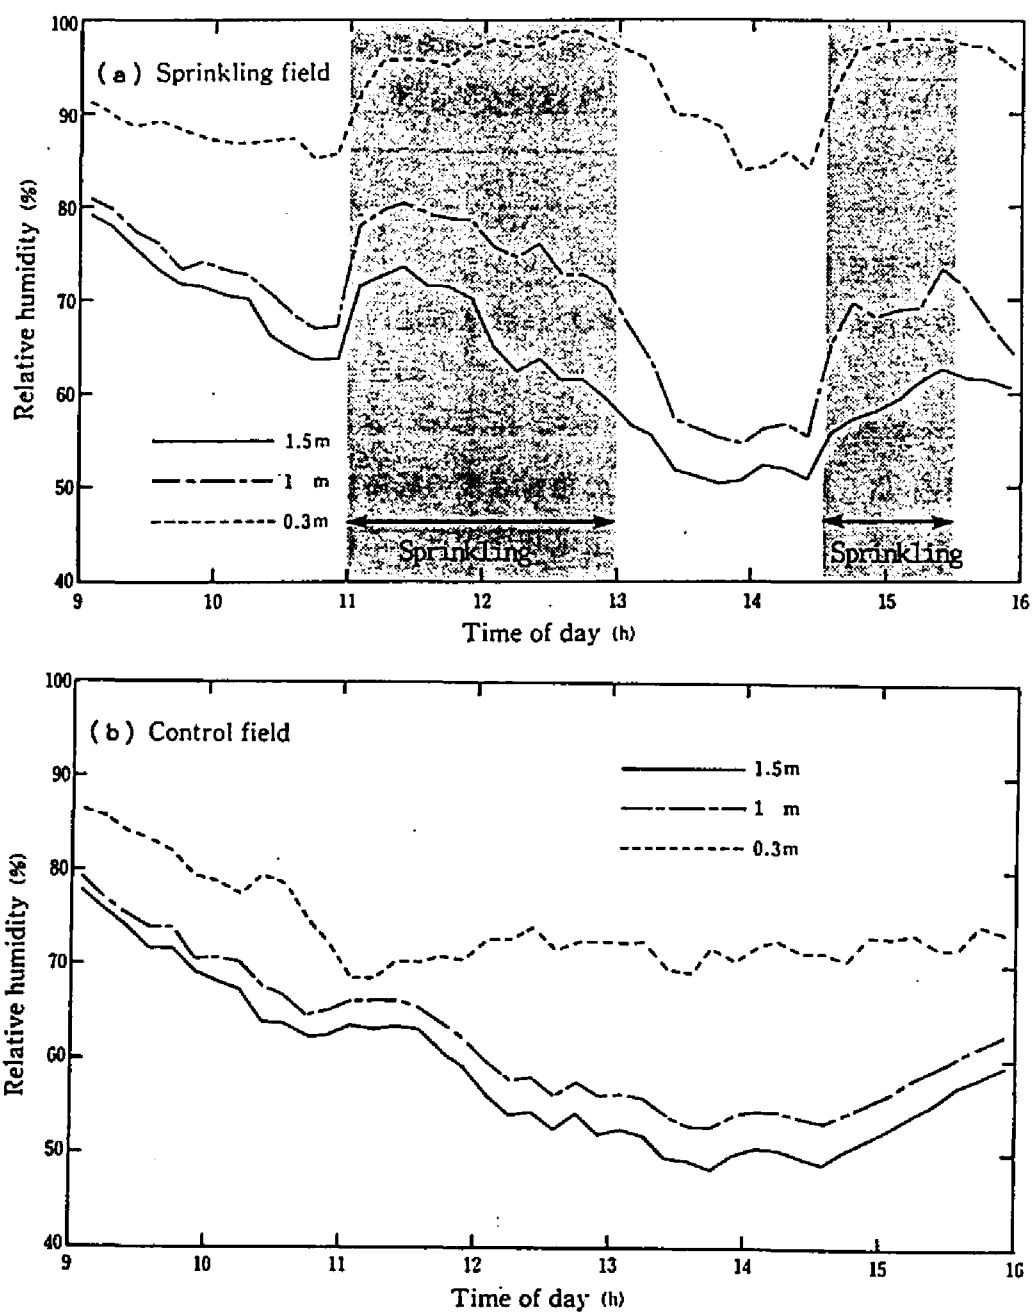 100
(a) Sprinkling field
90
80
70
60
50
40
Relative humidity (%)
1.5m
1 m
0.3m
Sprinkling
Sprinkling
9 10 11 12 13 14 15 16
Time of day (h)
100
(b) Control field
90
80
70
60
50
40
Relative humidity (%)
1.5m
1 m
0.3m
9 10 11 12 13 14 15 16
Time of day (h)